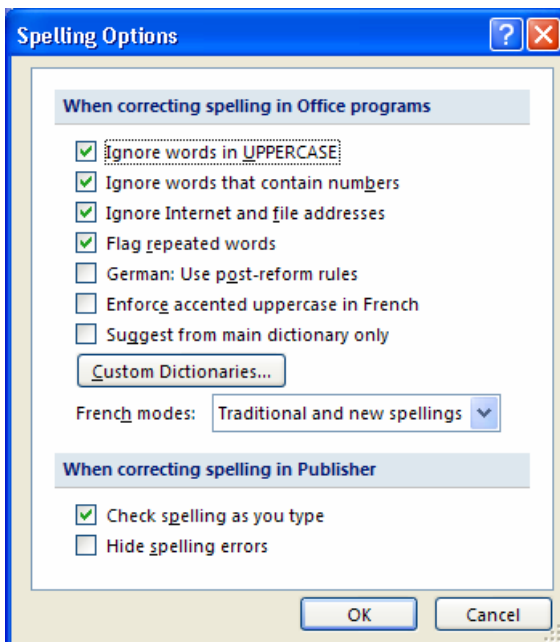 Spelling Options
When correcting spelling in Office programs
Ignore words in UPPERCASE
Ignore words that contain numbers
Ignore Internet and file addresses
Flag repeated words
German: Use post-reform rules
Enforce accented uppercase in French
Suggest from main dictionary only
Custom Dictionaries...
French modes: Traditional and new spellings
When correcting spelling in Publisher
Check spelling as you type
Hide spelling errors
OK Cancel